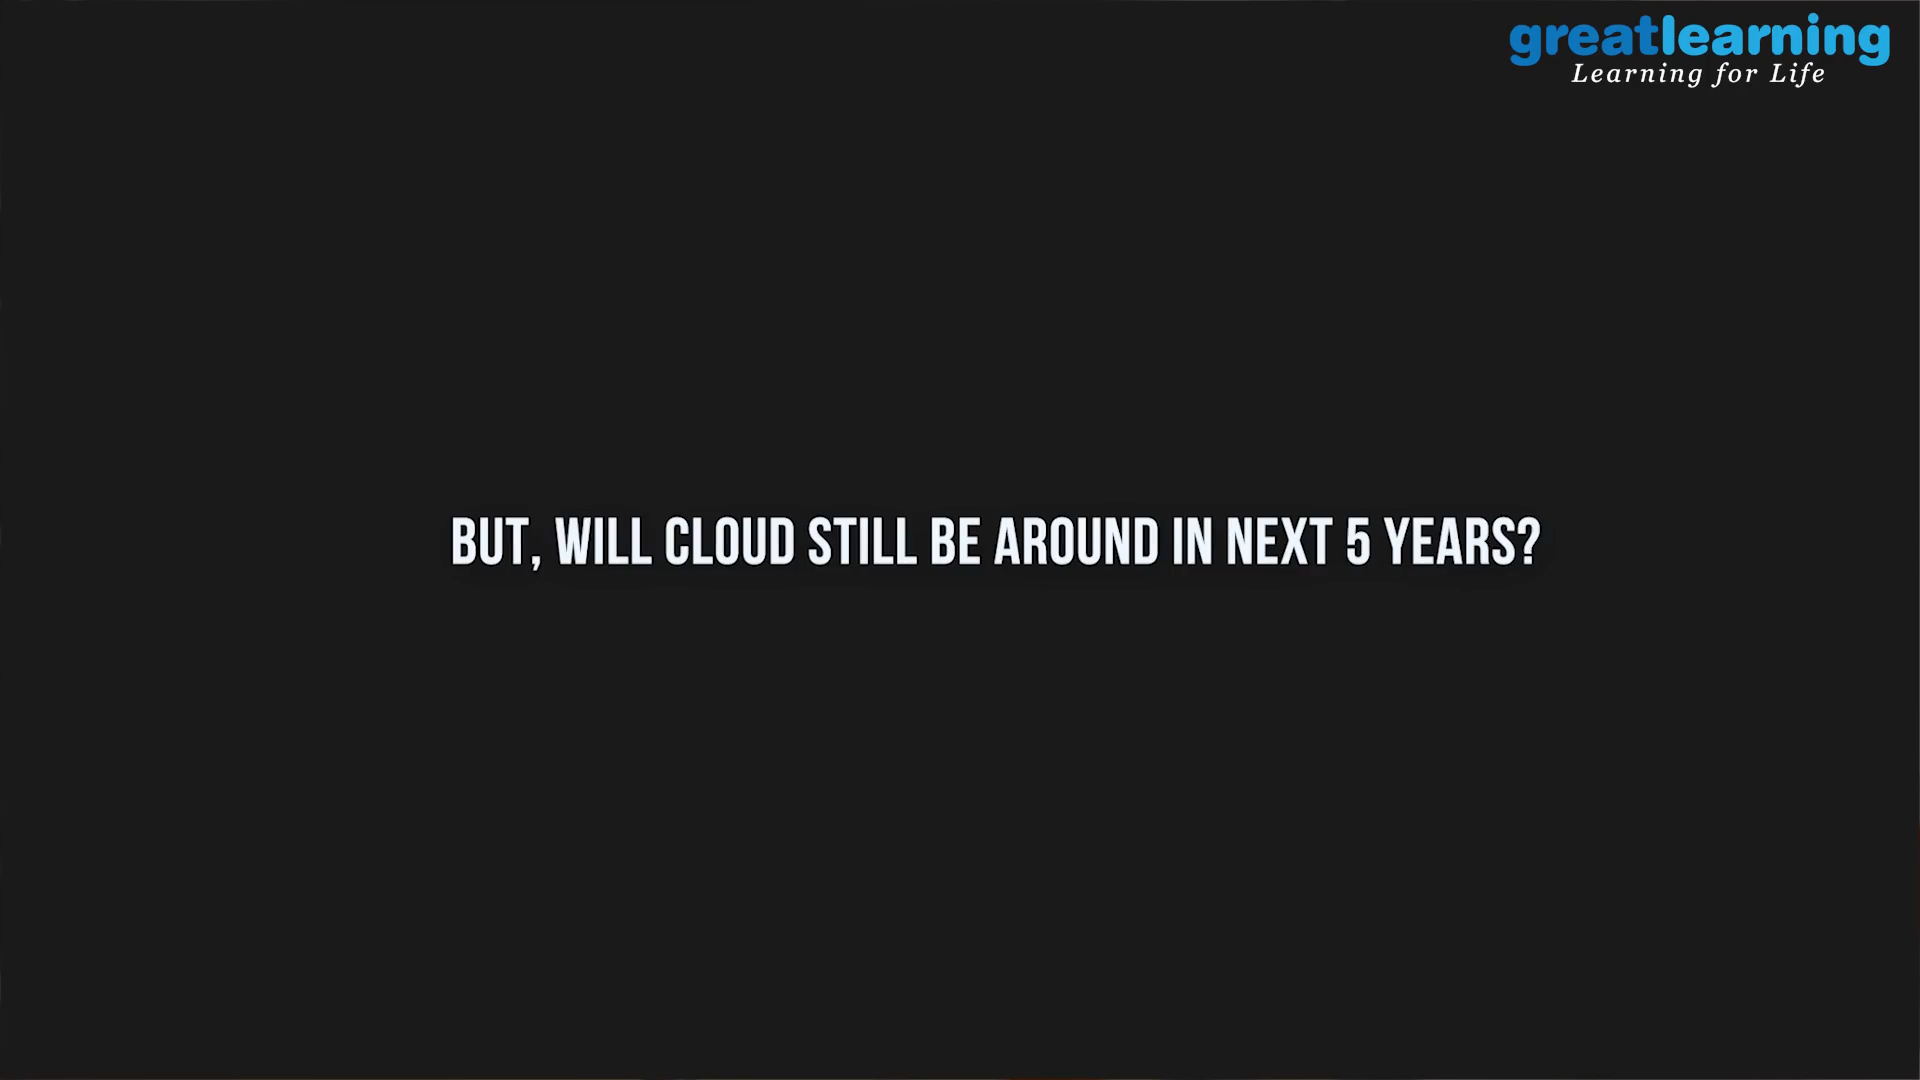 greatlearning
Learning for Life
BUT, WILL CLOUD STILL BE AROUND IN NEXT 5 YEARS?